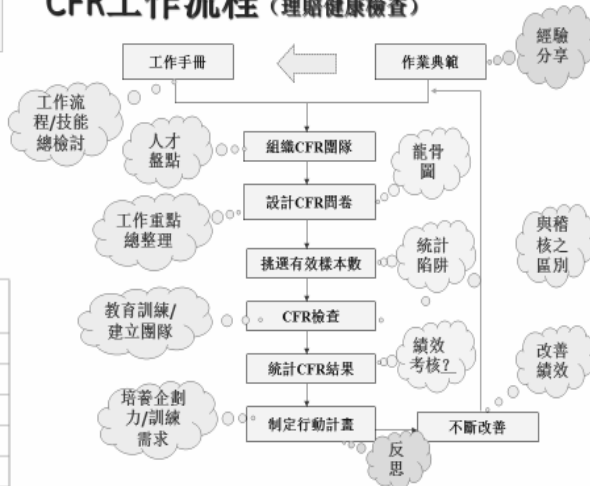 CFR工作流程（理賠健康檢查）
經驗
分享
工作手冊
作業典範
工作流
程/技能
總檢討
人才
盤點
組織CFR團隊
龍骨
圖
設計CFR問卷
工作重點
總整理
統計
陷阱
與稽
核之
區別
挑選有效樣本數
教育訓練/
建立團隊
CFR檢查
績效
考核?
改善
績效
統計CFR結果
培養企劃
力/訓練
需求
制定行動計畫
不斷改善
反
思